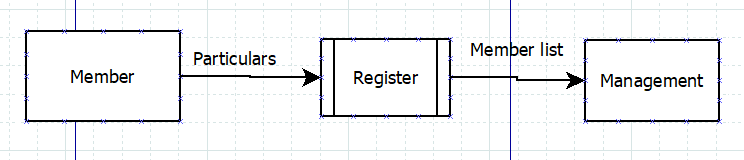 Member
Particulars
Register
Member list
Management